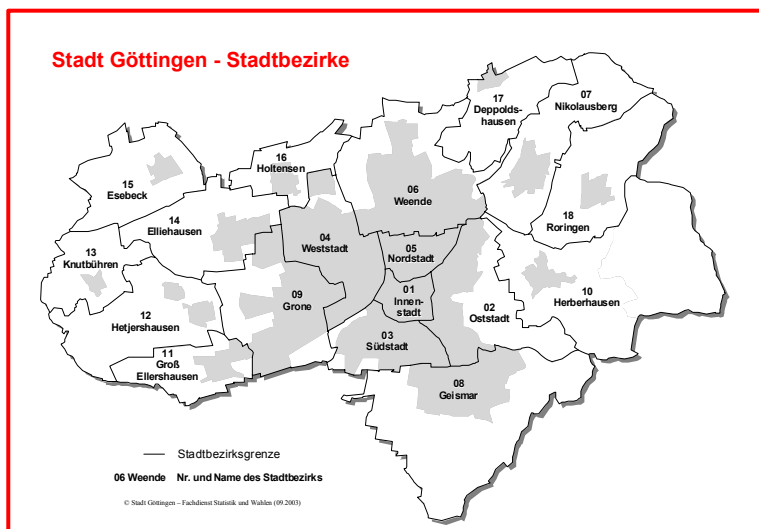 Stadt Göttingen - Stadtbezirke
17
Deppolds-
hausen
07
Nikolausberg
16
Holtensen
15
Esebeck
06
Weende
14
Elliehausen
18
Roringen
04
Weststadt
05
Nordstadt
13
Knutbühren
10
Herberhausen
01
Innen-
stadt
09
Grone
02
Oststadt
12
Hetjershausen
03
Südstadt
11
Groß
Ellershausen
08
Geismar
Stadtbezirksgrenze
06 Weende Nr. und Name des Stadtbezirks
© Stadt Göttingen – Fachdienst Statistik und Wahlen (09.2003)